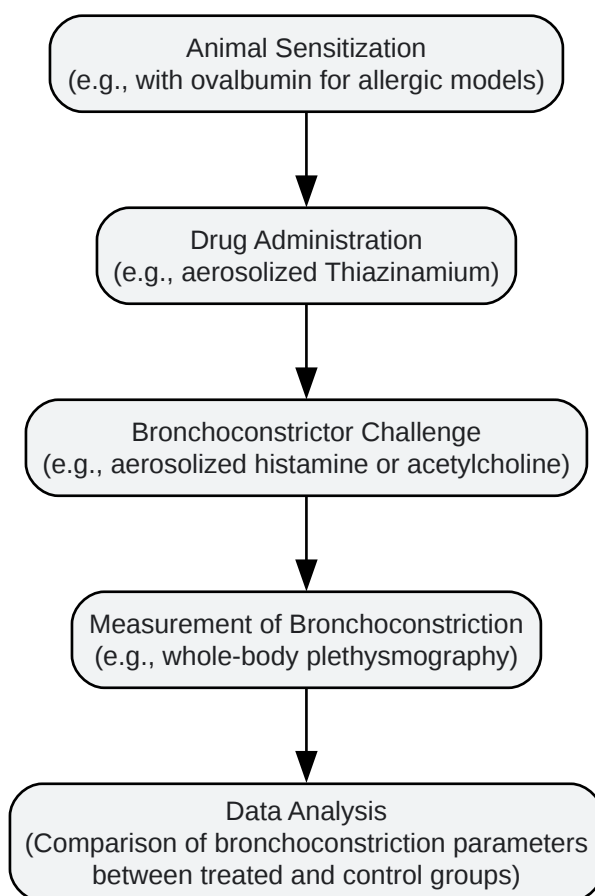 Animal Sensitization
(e.g., with ovalbumin for allergic models)
Drug Administration
(e.g., aerosolized Thiazinamium)
Bronchoconstrictor Challenge
(e.g., aerosolized histamine or acetylcholine)
Measurement of Bronchoconstriction
(e.g., whole-body plethysmography)
Data Analysis
(Comparison of bronchoconstriction parameters
between treated and control groups)